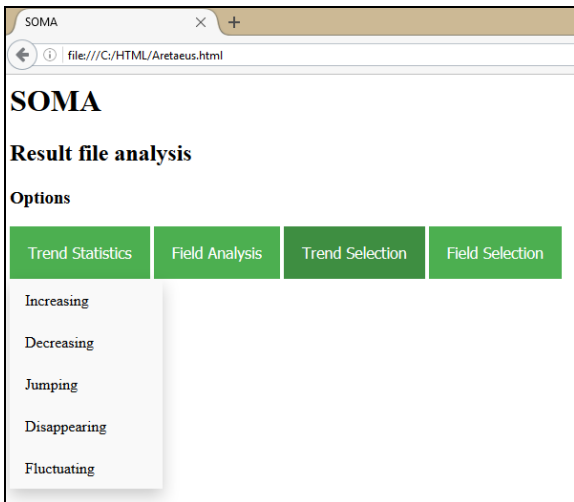 SOMA
file:///C:/HTML/Aretaeus.html
SOMA
Result file analysis
Options
Trend Statistics Field Analysis Trend Selection Field Selection
Increasing
Decreasing
Jumping
Disappearing
Fluctuating